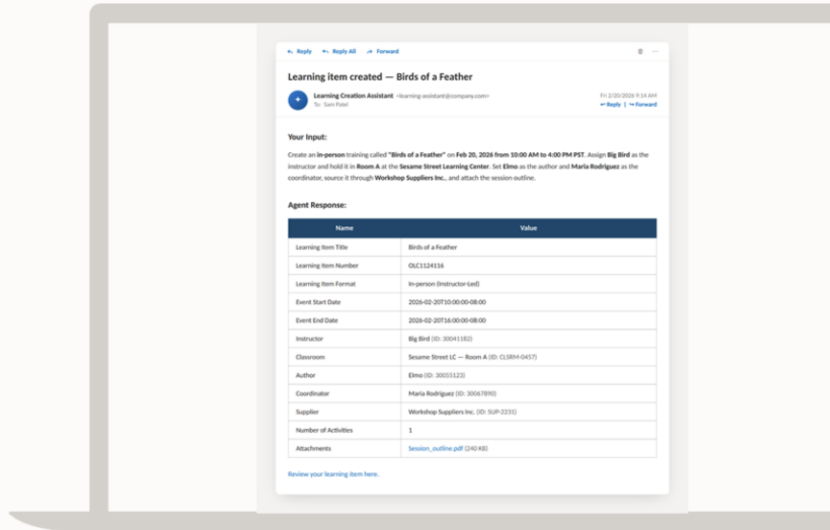 Reply Reply All Forward
Learning item created — Birds of a Feather
Learning Creation Assistant <learning-assistant@company.com>
To: Sam Patel
Fri 2/20/2026 9:14 AM
Reply | Forward
Your Input:
Create an in-person training called "Birds of a Feather" on Feb 20, 2026 from 10:00 AM to 4:00 PM PST. Assign Big Bird as the
instructor and hold it in Room A at the Sesame Street Learning Center. Set Elmo as the author and Maria Rodriguez as the
coordinator, source it through Workshop Suppliers Inc., and attach the session outline.
Agent Response:
Name Value
Learning Item Title Birds of a Feather
Learning Item Number OLC1124116
Learning Item Format In-person (Instructor-Led)
Event Start Date 2026-02-20T10:00:00-08:00
Event End Date 2026-02-20T16:00:00-08:00
Instructor Big Bird (ID: 30041182)
Classroom Sesame Street LC — Room A (ID: CLSRM-0457)
Author Elmo (ID: 30055123)
Coordinator Maria Rodriguez (ID: 30067890)
Supplier Workshop Suppliers Inc. (ID: SUP-2231)
Number of Activities 1
Attachments Session_outline.pdf (240 KB)
Review your learning item here.